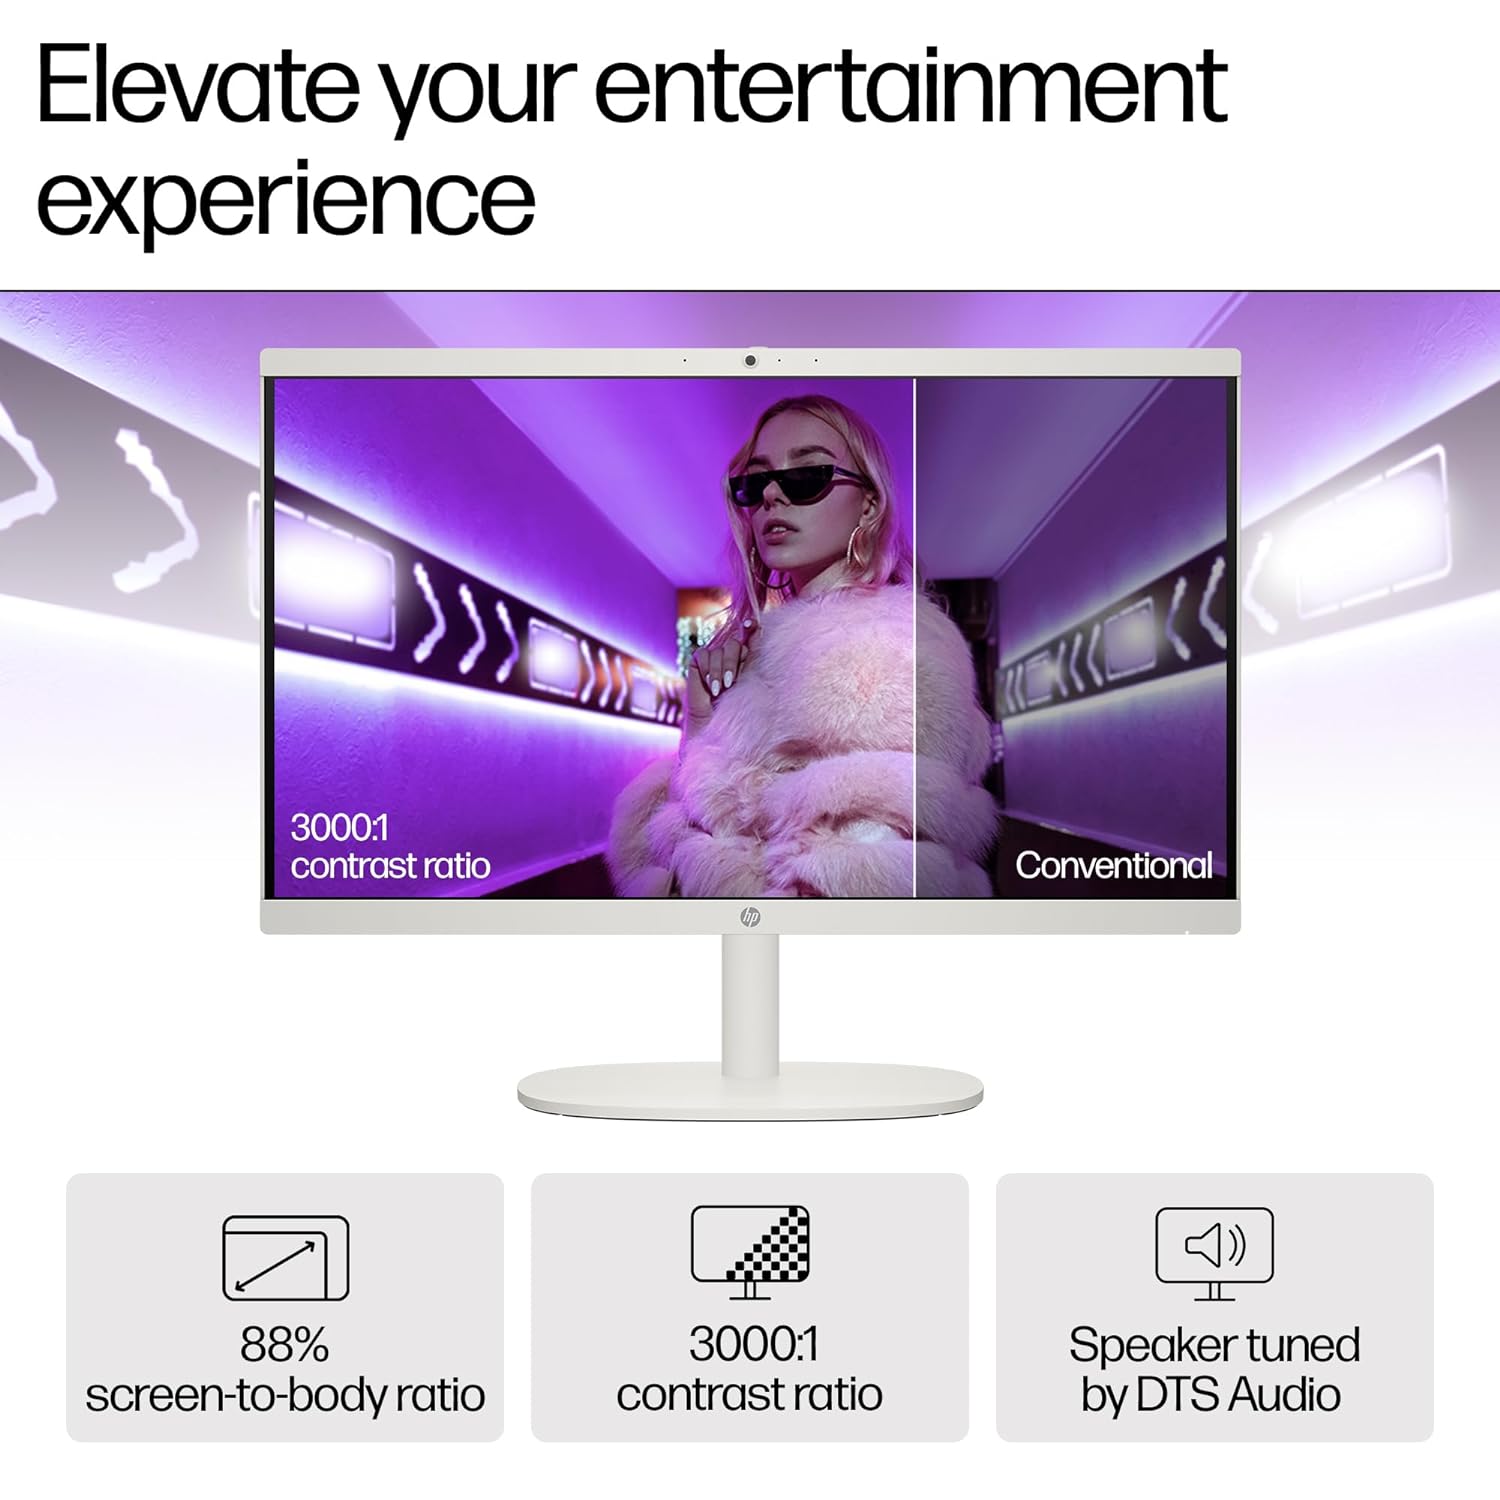 Elevate your entertainment
experience
3000:1
contrast ratio
Conventional
hp
88%
screen-to-body ratio
3000:1
contrast ratio
Speaker tuned
by DTS Audio